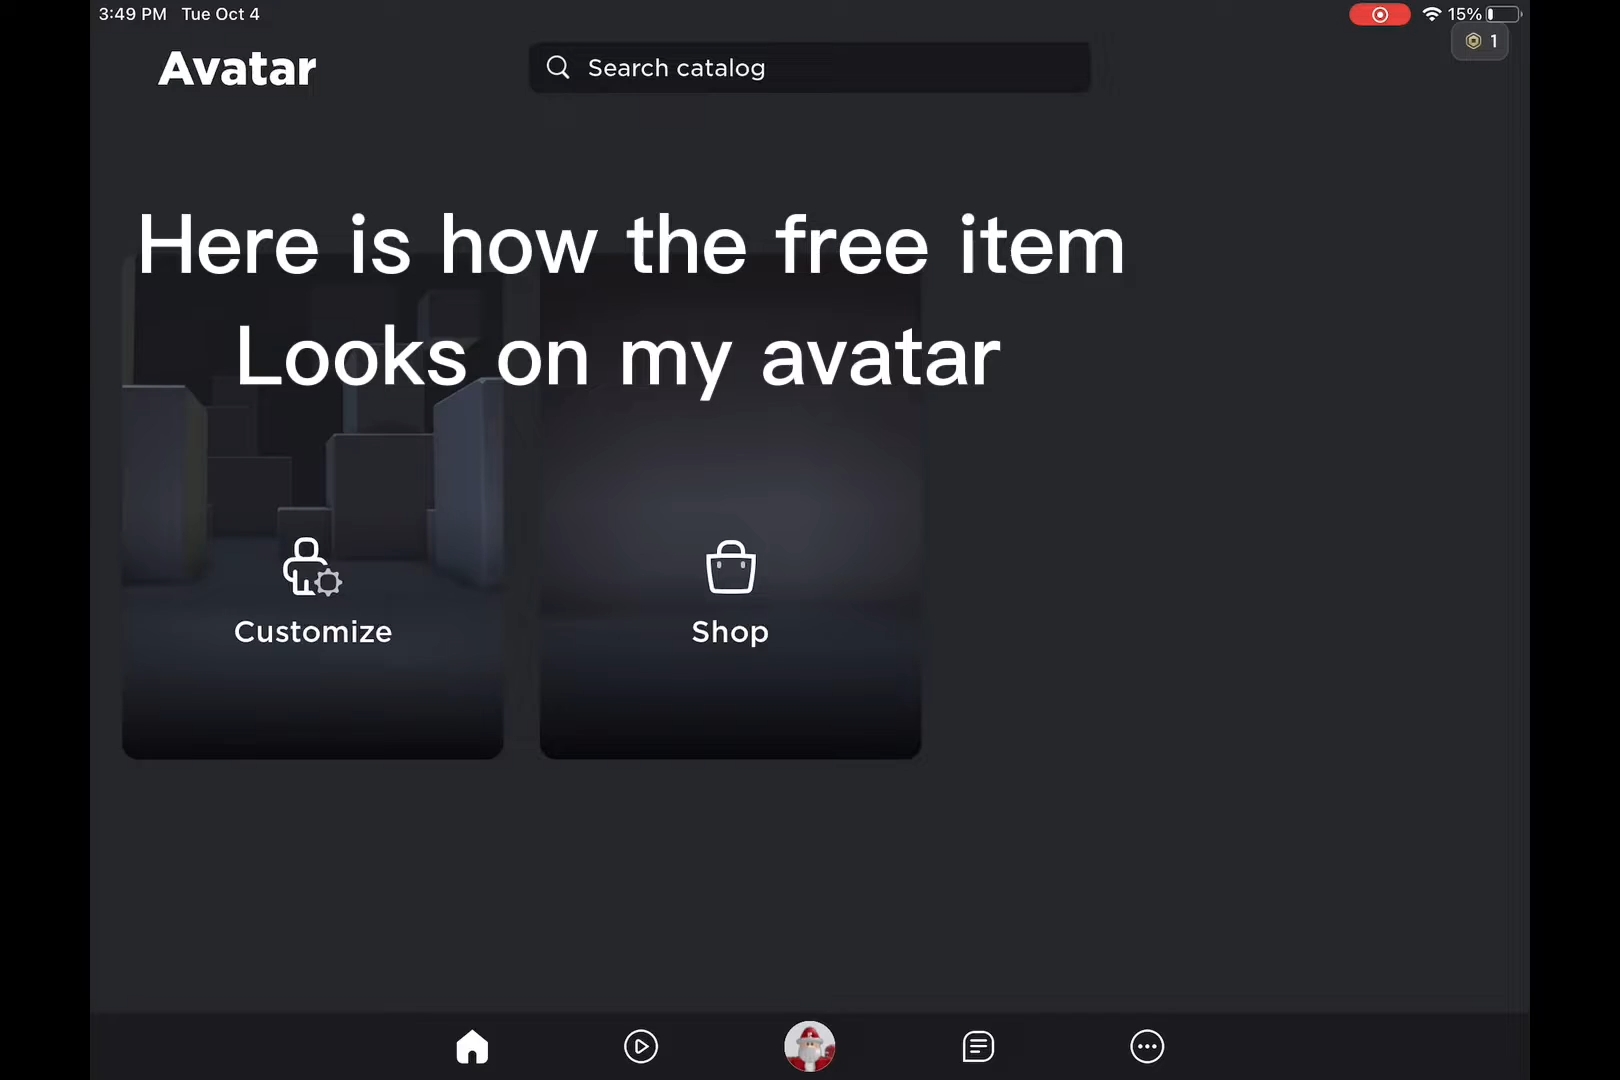 3:49 PM Tue Oct 4
15%
1
Avatar
Search catalog
Here is how the free item
Looks on my avatar
Customize
Shop